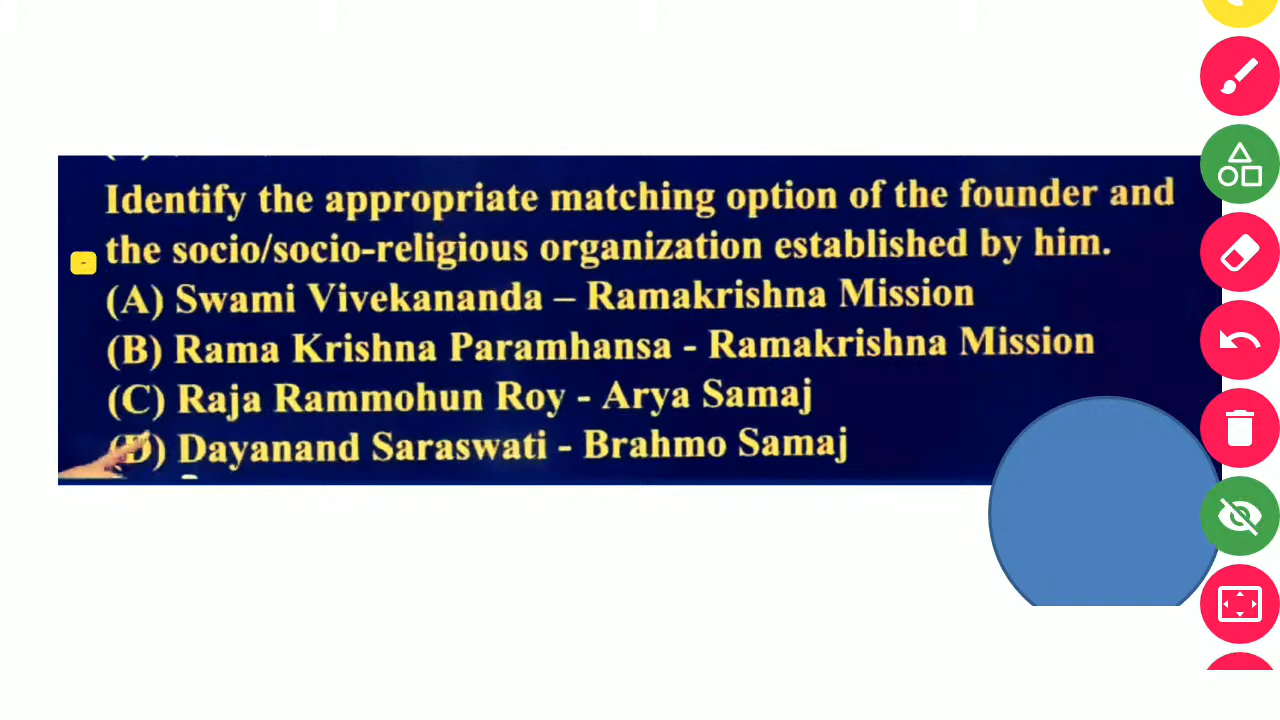 Identify the appropriate matching option of the founder and
the socio/socio-religious organization established by him.
(A) Swami Vivekananda – Ramakrishna Mission
(B) Rama Krishna Paramhansa - Ramakrishna Mission
(C) Raja Rammohun Roy - Arya Samaj
(D) Dayanand Saraswati - Brahmo Samaj